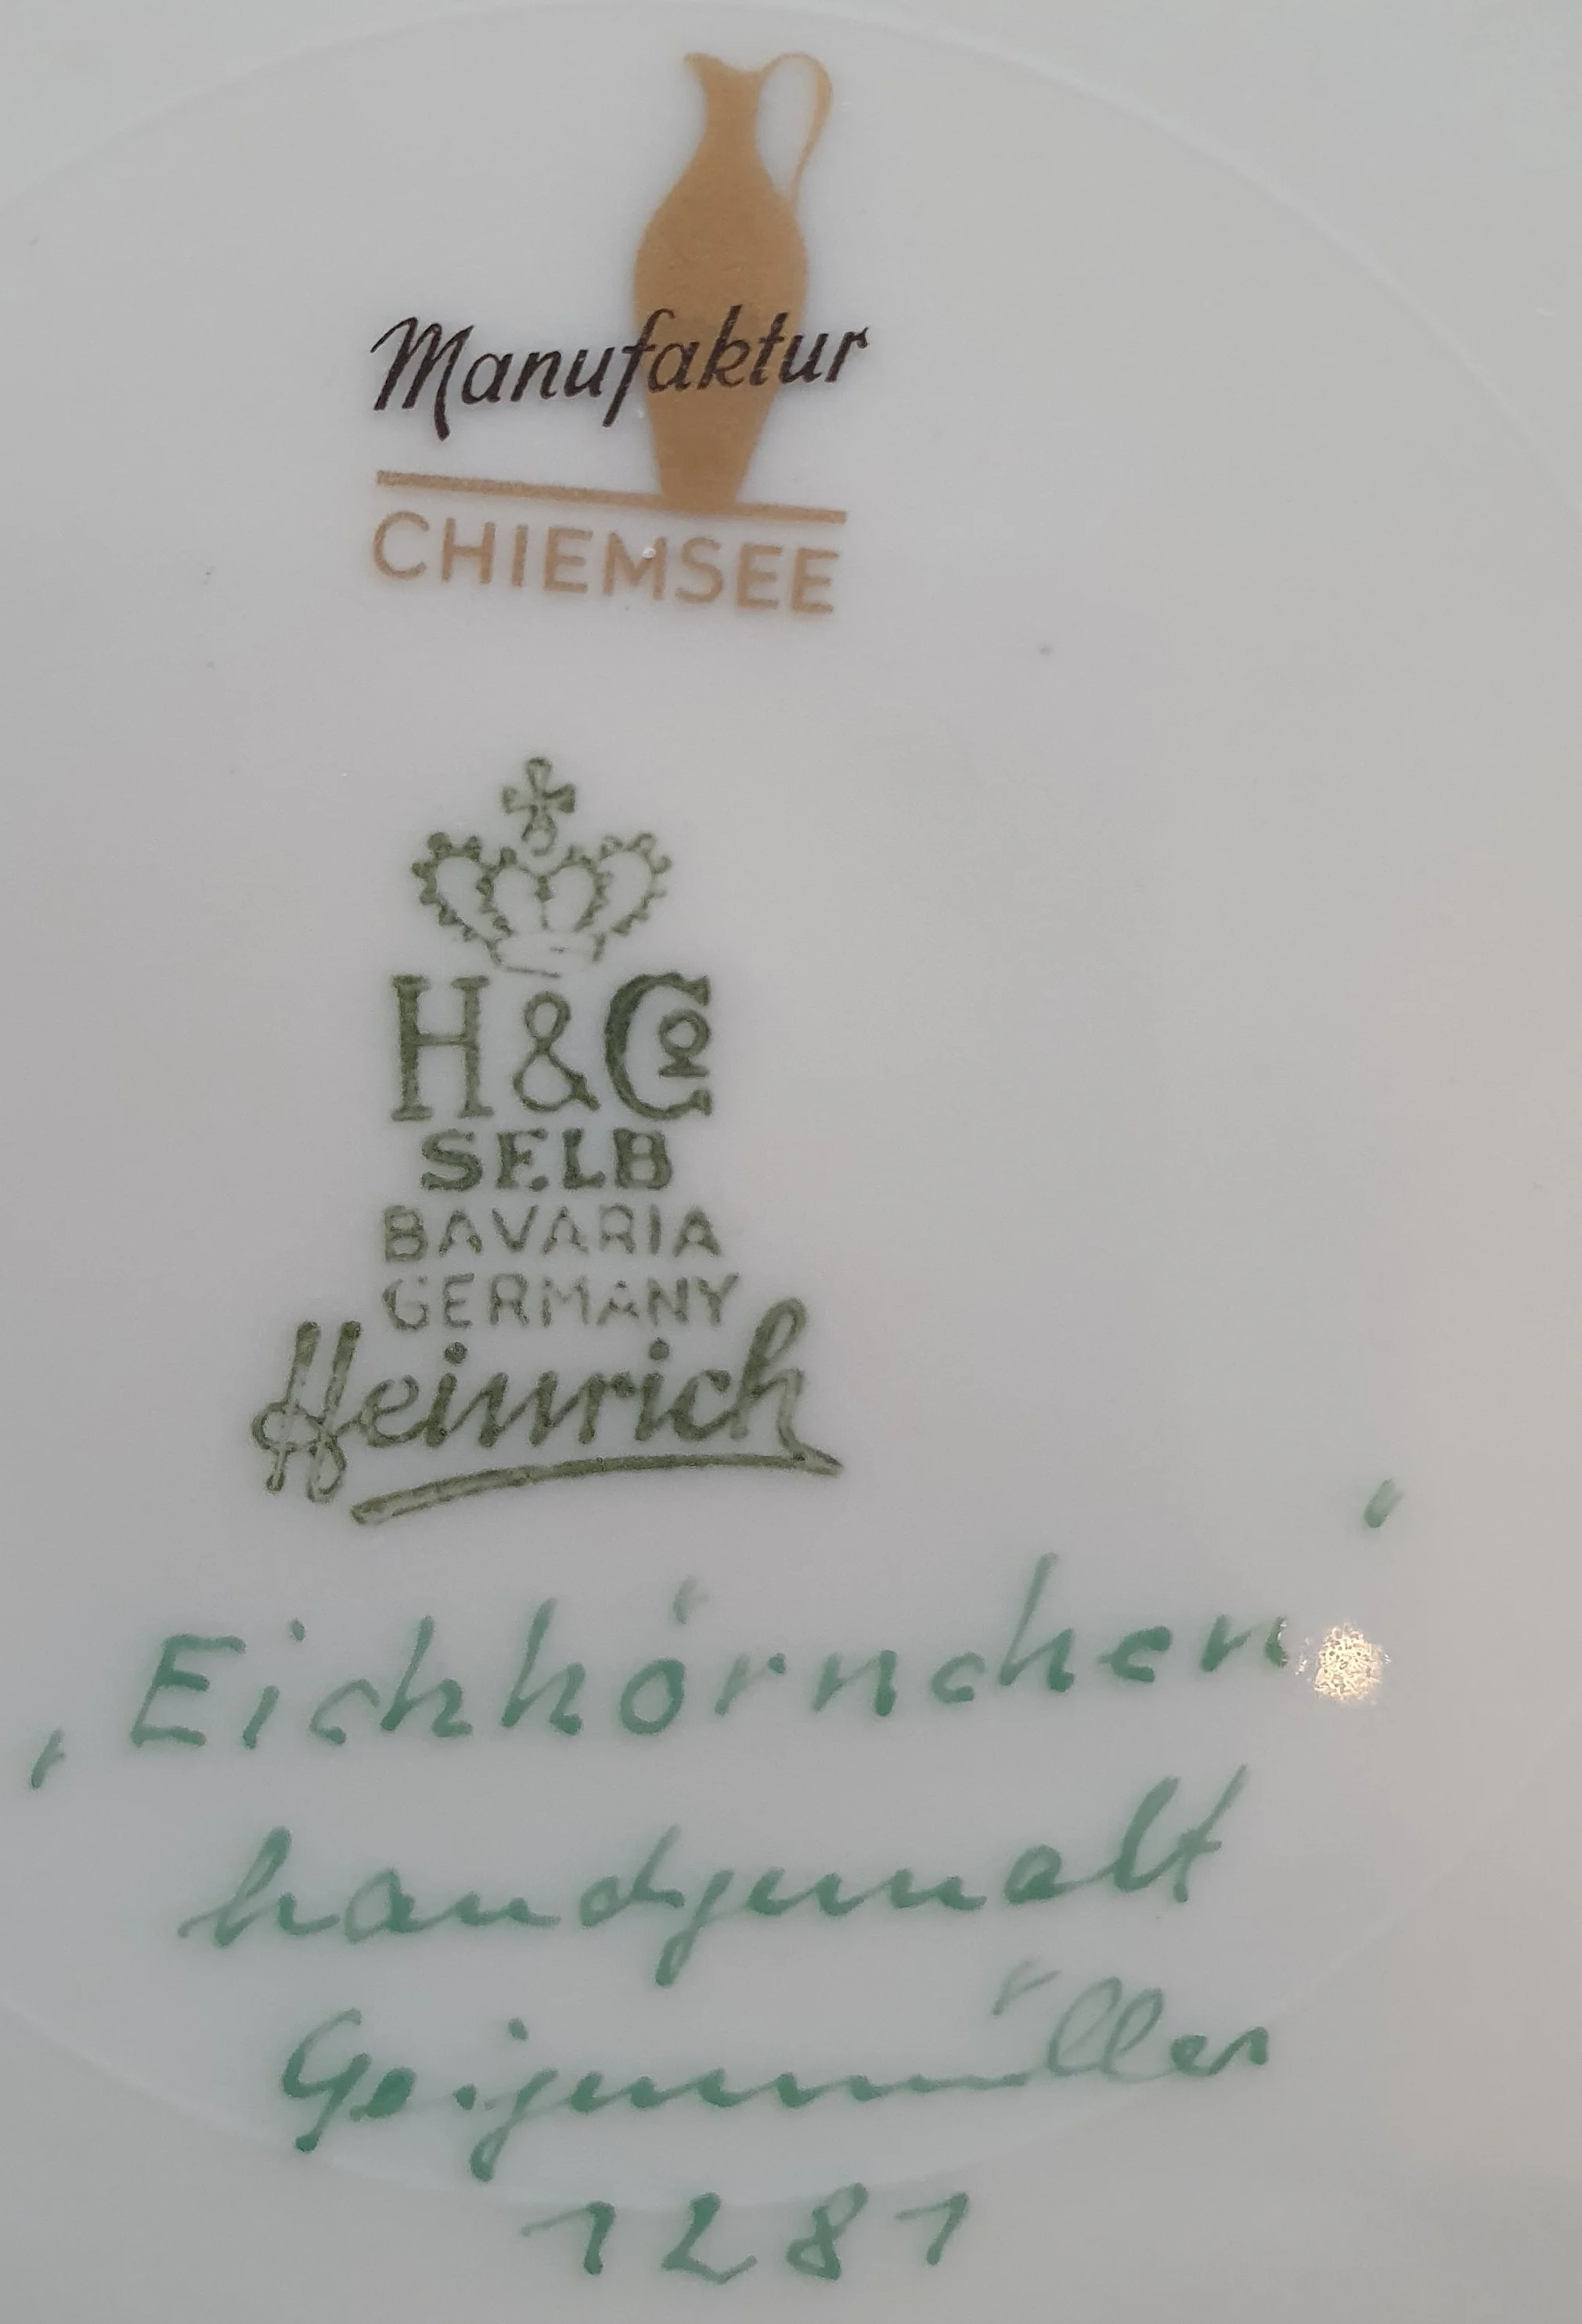 Manufaktur
CHIEMSEE
H&Co
SELB
BAVARIA
GERMANY
Heinrich
"Eichhörnchen"
handgemalt
Geigenmüller
1281